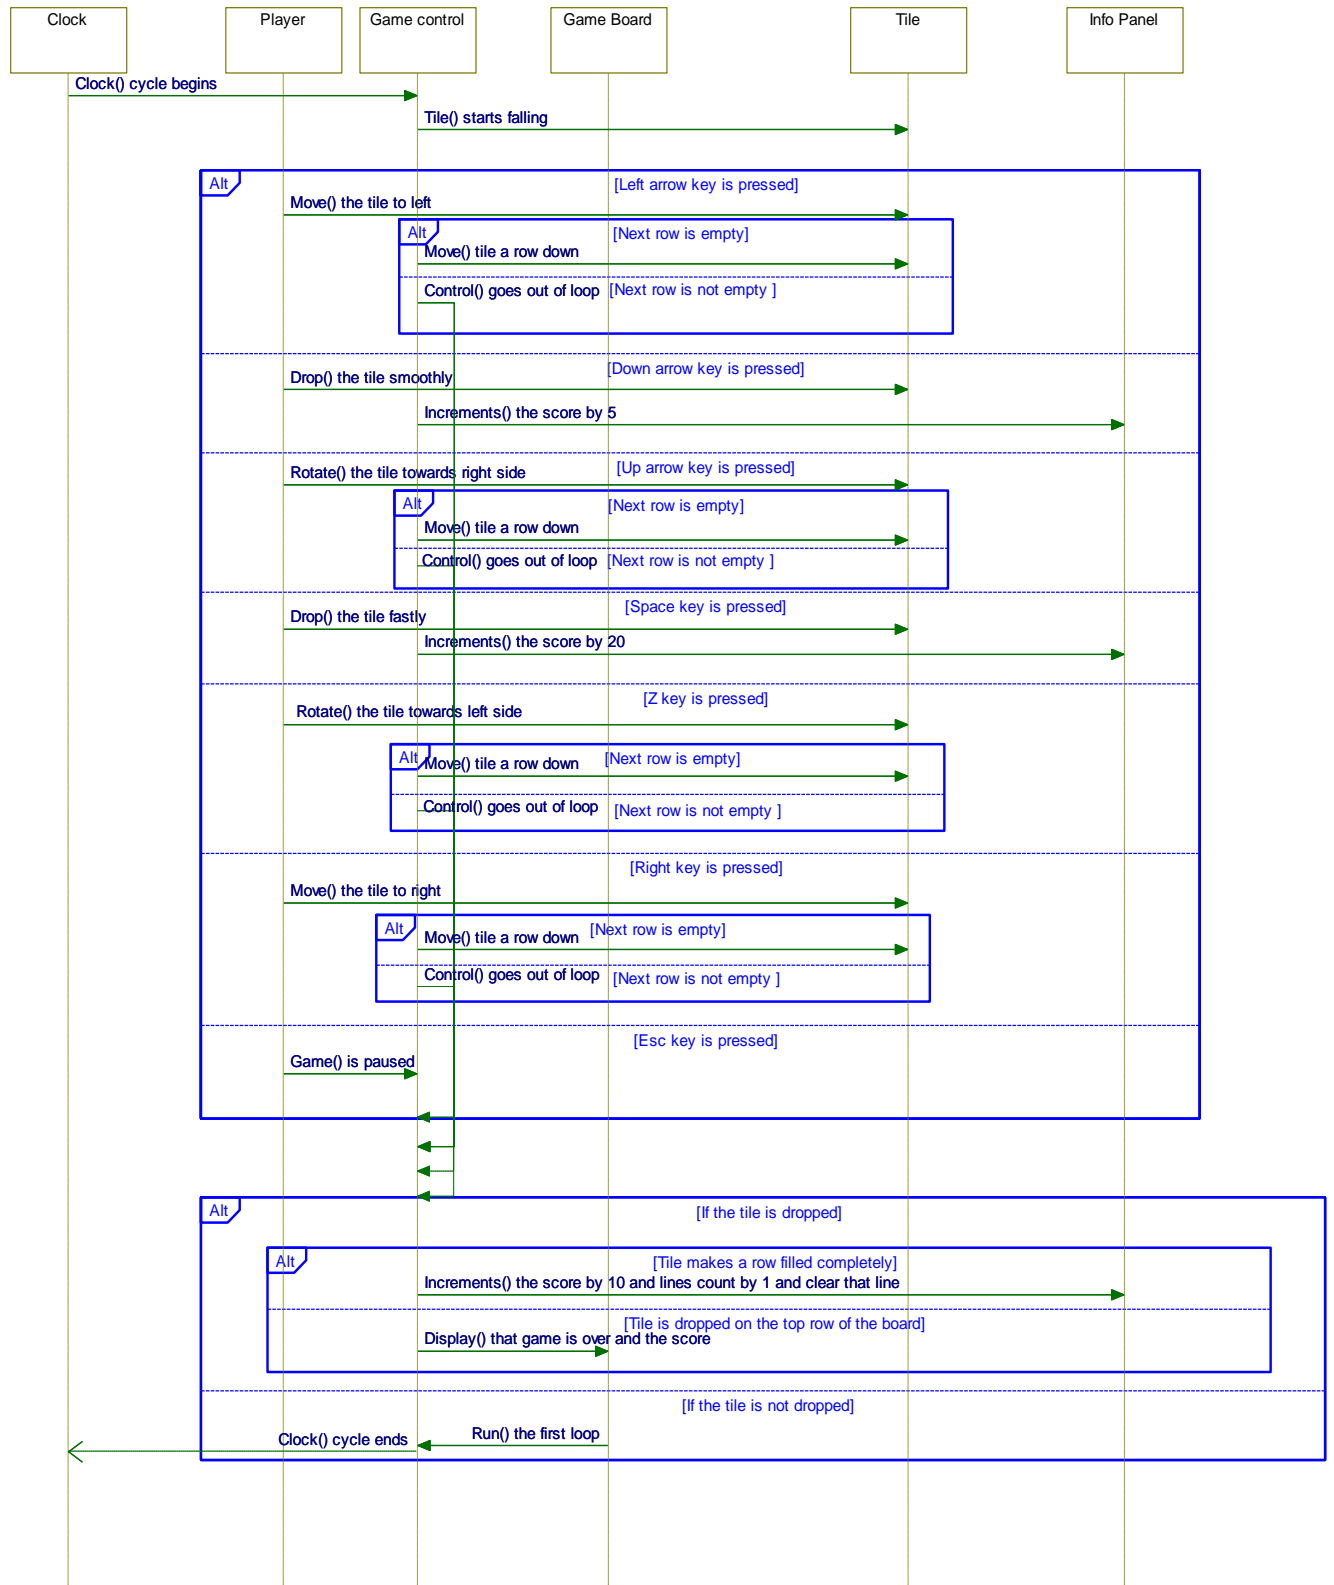 Clock
Player
Game control
Game Board
Tile
Info Panel
Clock() cycle begins
Tile() starts falling
Alt
[Left arrow key is pressed]
Move() the tile to left
Alt
[Next row is empty]
Move() tile a row down
Control() goes out of loop
[Next row is not empty ]
[Down arrow key is pressed]
Drop() the tile smoothly
Increments() the score by 5
[Up arrow key is pressed]
Rotate() the tile towards right side
Alt
[Next row is empty]
Move() tile a row down
Control() goes out of loop
[Next row is not empty ]
[Space key is pressed]
Drop() the tile fastly
Increments() the score by 20
[Z key is pressed]
Rotate() the tile towards left side
Alt
[Next row is empty]
Move() tile a row down
Control() goes out of loop
[Next row is not empty ]
[Right key is pressed]
Move() the tile to right
Alt
[Next row is empty]
Move() tile a row down
Control() goes out of loop
[Next row is not empty ]
[Esc key is pressed]
Game() is paused
Alt
[If the tile is dropped]
Alt
[Tile makes a row filled completely]
Increments() the score by 10 and lines count by 1 and clear that line
[Tile is dropped on the top row of the board]
Display() that game is over and the score
[If the tile is not dropped]
Run() the first loop
Clock() cycle ends